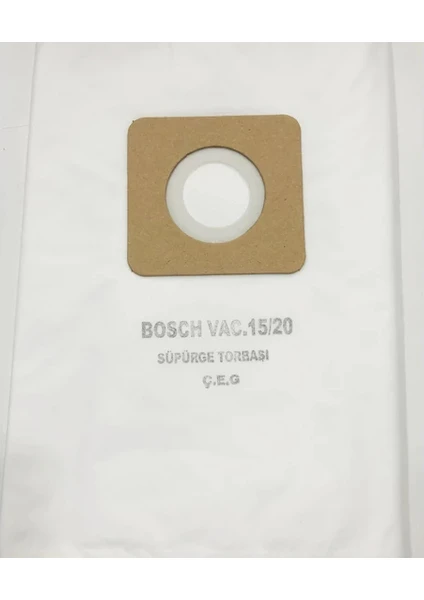 BOSCH VAC.15/20
SÜPÜRGE TORBASI
Ç.E.G